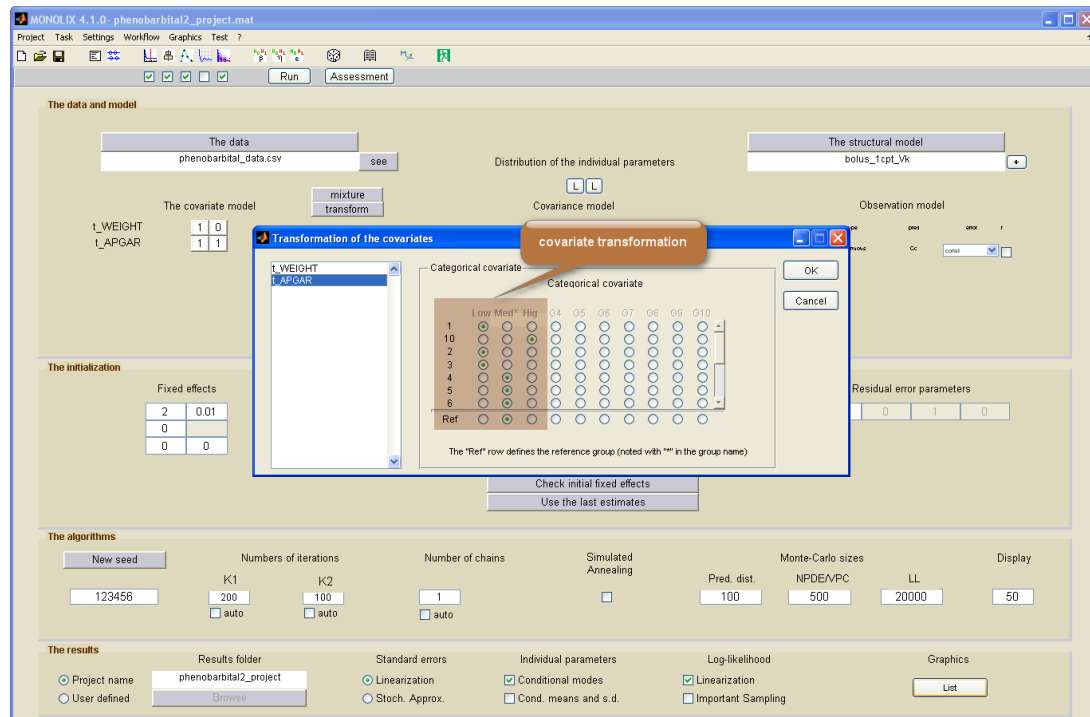 MONOLIX 4.1.0- phenobarbital2_project.mat
Project Task Settings Workflow Graphics Test ?
Run Assessment
The data and model
The data
The structural model
phenobarbital_data.csv see
Distribution of the individual parameters
bolus_1cpt_Vk +
L L
mixture
The covariate model transform
Covariance model
Observation model
t_WEIGHT 1 0
t_APGAR 1 1
pred error r
Cc const
Transformation of the covariates
covariate transformation
t_WEIGHT
t_APGAR
Categorical covariate
Categorical covariate
OK
Cancel
Low Med* Hig G4 G5 G6 G7 G8 G9 G10
1
10
2
3
4
5
6
Ref
The "Ref" row defines the reference group (noted with "*" in the group name)
The initialization
Fixed effects
Residual error parameters
2 0.01
0 1 0
0
0 0
Check initial fixed effects
Use the last estimates
The algorithms
New seed
Numbers of iterations
Number of chains
Simulated
Annealing
Monte-Carlo sizes
Display
K1 K2
Pred. dist. NPDE/VPC LL
123456 200 100 1 100 500 20000 50
auto auto auto
The results
Results folder Standard errors Individual parameters Log-likelihood Graphics
Project name phenobarbital2_project Linearization Conditional modes Linearization List
User defined Browse Stoch. Approx. Cond. means and s.d. Important Sampling